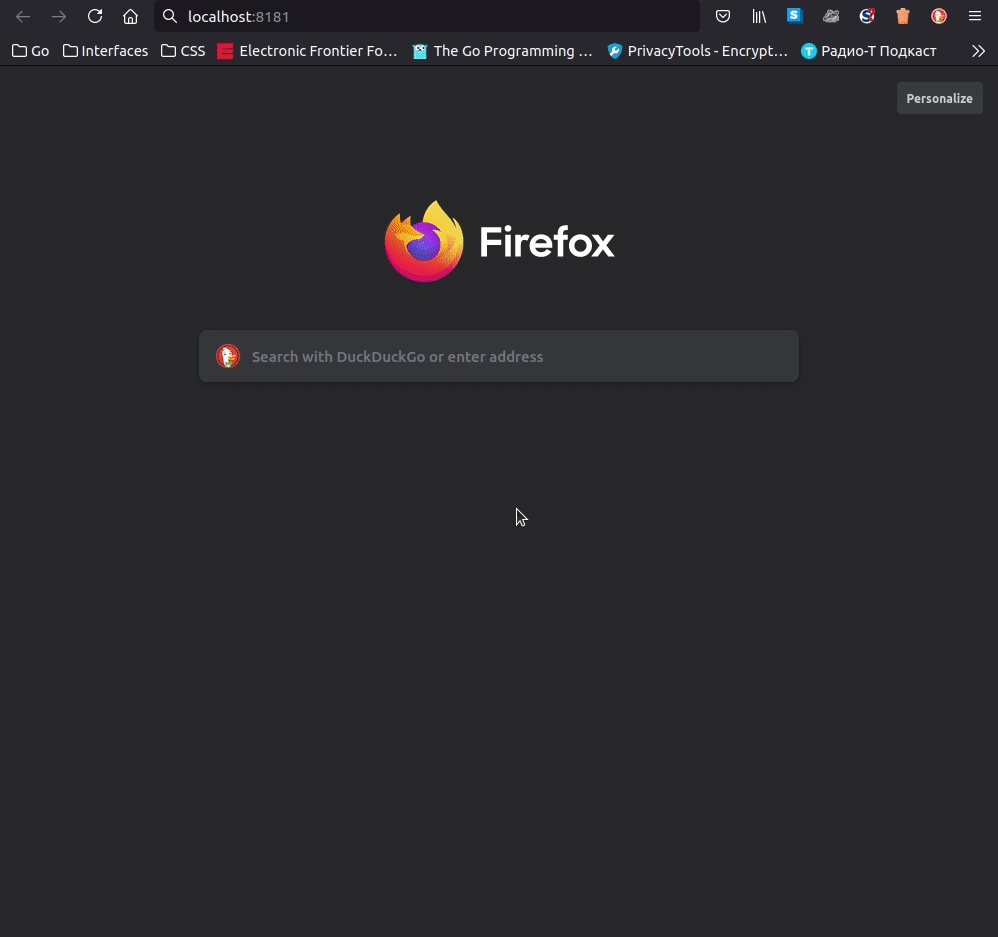 localhost:8181
Go Interfaces CSS Electronic Frontier Fo… The Go Programming … PrivacyTools - Encrypt… Радио-Т Подкаст
Personalize
Firefox
Search with DuckDuckGo or enter address